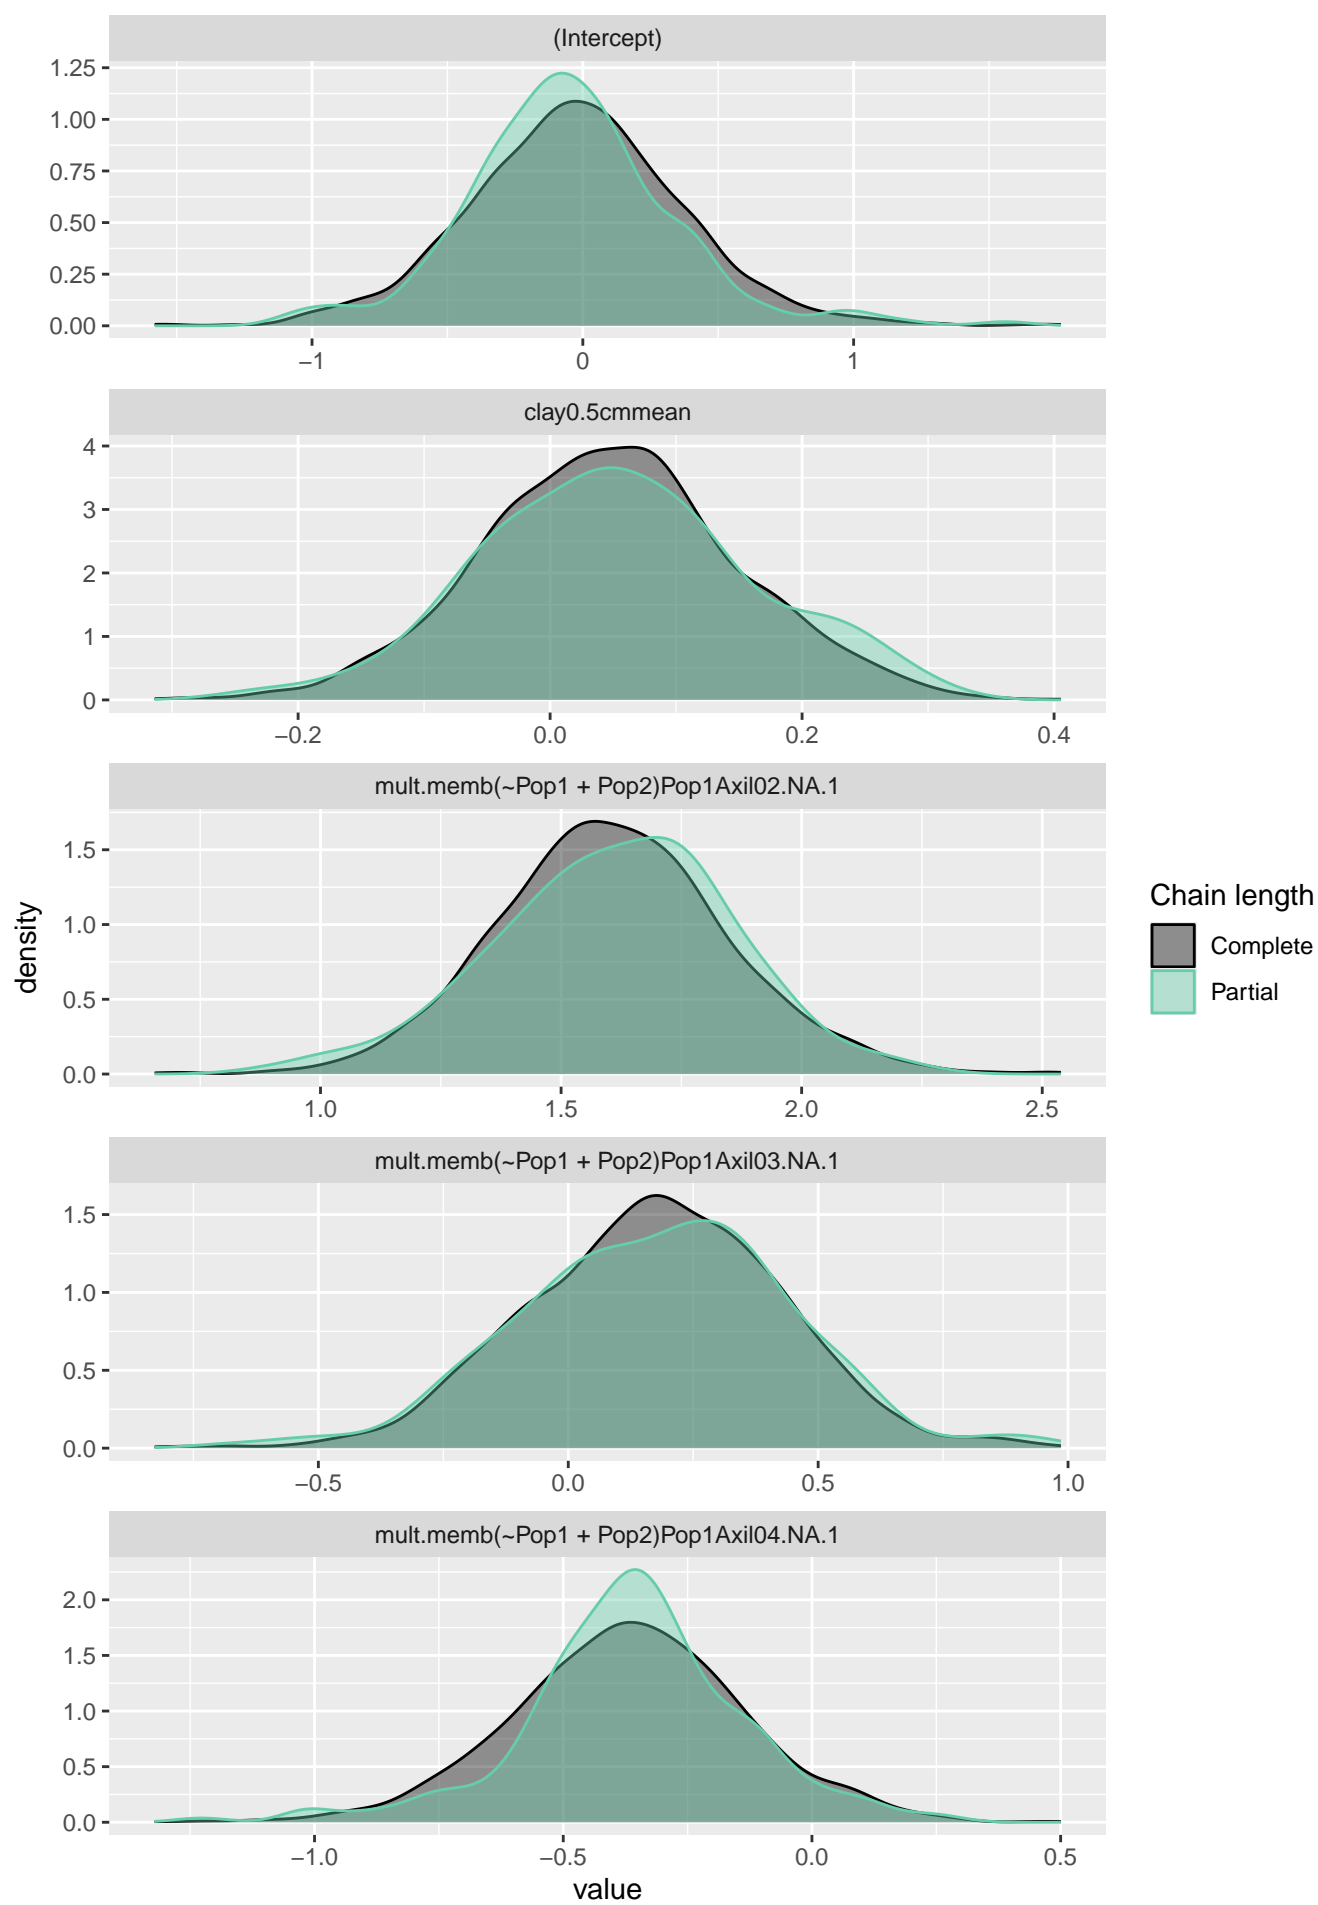 (Intercept)
1.25
1.00
0.75
0.50
0.25
0.00
−1 0 1
clay0.5cmmean
4
3
2
1
0
−0.2 0.0 0.2 0.4
mult.memb(~Pop1 + Pop2)Pop1Axil02.NA.1
1.5
1.0
0.5
0.0
1.0 1.5 2.0 2.5
mult.memb(~Pop1 + Pop2)Pop1Axil03.NA.1
1.5
1.0
0.5
0.0
−0.5 0.0 0.5 1.0
mult.memb(~Pop1 + Pop2)Pop1Axil04.NA.1
2.0
1.5
1.0
0.5
0.0
−1.0 −0.5 0.0 0.5
value
density
Chain length
Complete
Partial